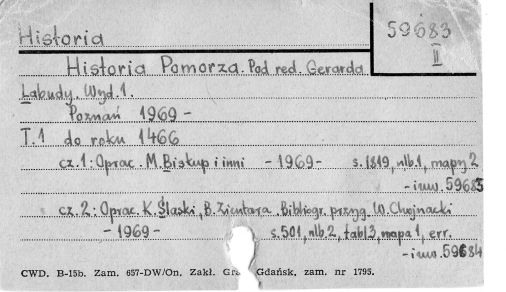 Historia
59683
II
Historia Pomorza. Pod red. Gerarda
Labudy. Wyd. 1.
Poznań 1969 -
T. 1 do roku 1466
cz. 1: Oprac. M. Biskup i inni - 1969 - s. 1819, nlb. 1, mapy 2
- inw. 59683
cz. 2: Oprac. K. Ślaski, B. Zientara. Bibliogr. przyg. W. Chojnacki
- 1969 - s. 501, nlb. 2, tabl 3, mapa 1, err.
- inw. 59684
CWD. B-15b. Zam. 657-DW/On. Zakł. Gra Gdańsk, zam. nr 1795.